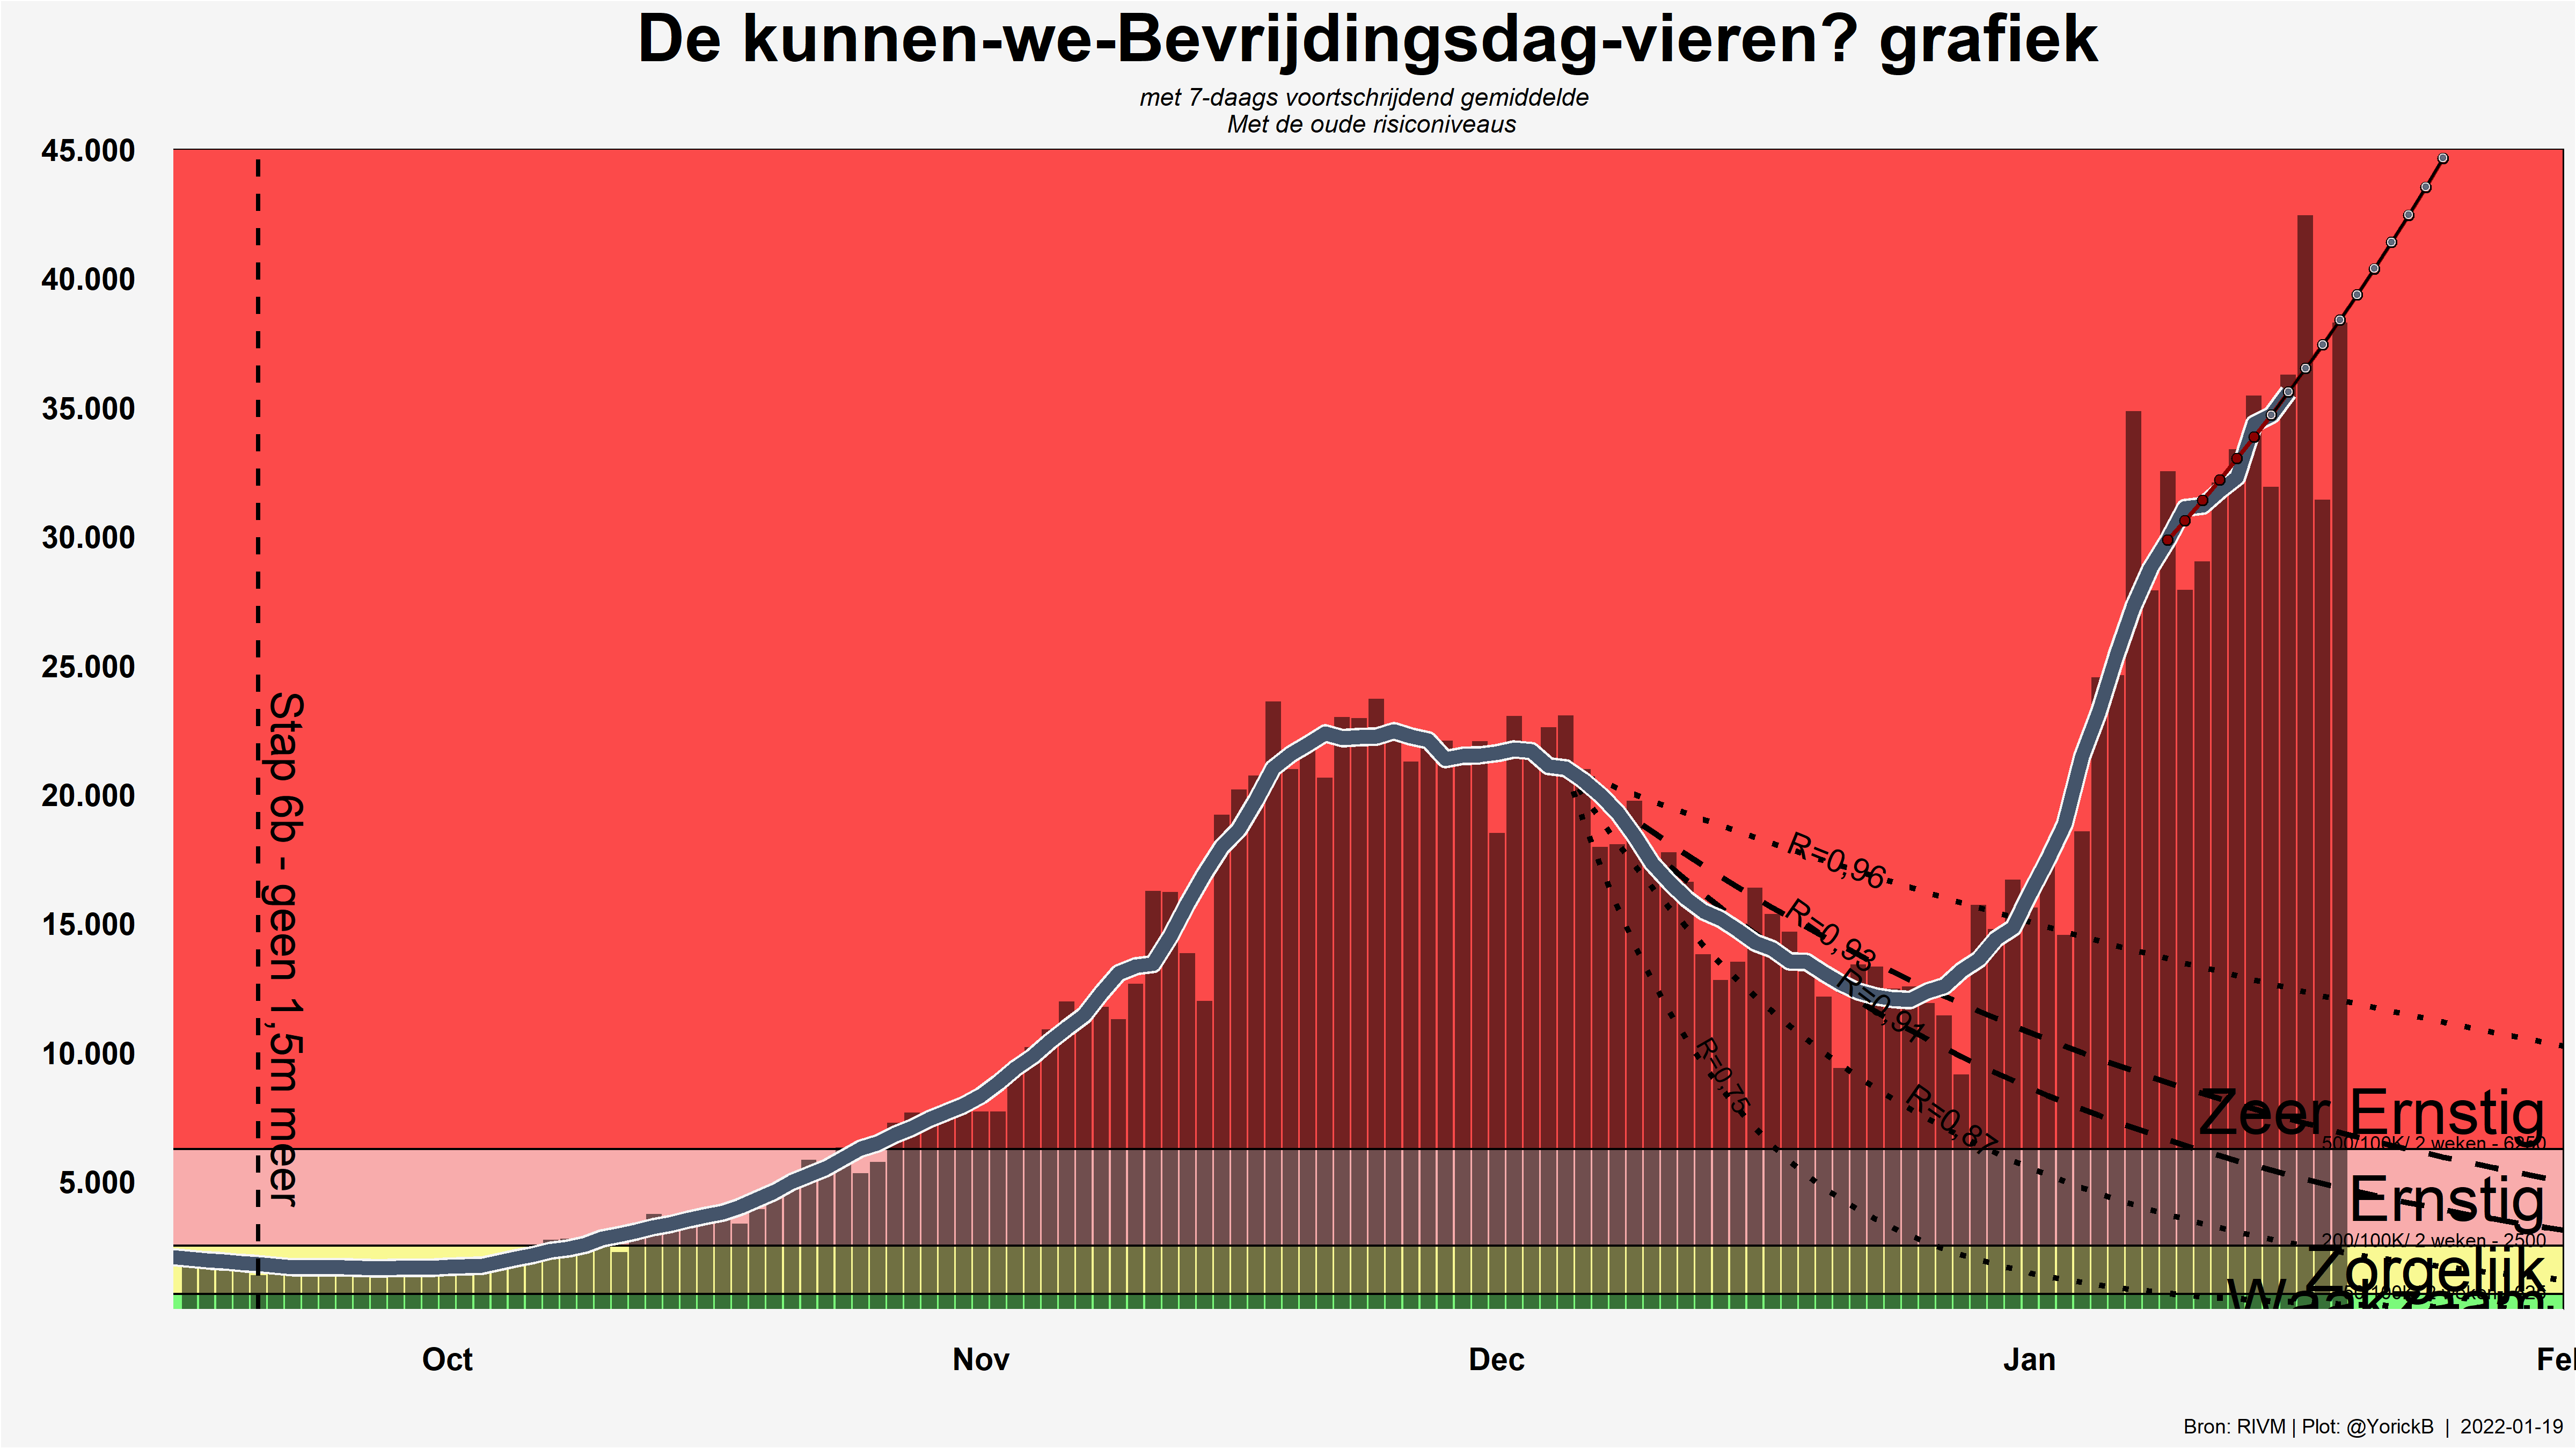 De kunnen-we-Bevrijdingsdag-vieren? grafiek
met 7-daags voortschrijdend gemiddelde
Met de oude risiconiveaus
45.000
40.000
35.000
30.000
25.000
20.000
15.000
10.000
5.000
Stap 6b - geen 1,5m meer
R=0,96
R=0,93
R=0,91
R=0,87
R=0,75
Zeer Ernstig
500/100K/ 2 weken - 6250
Ernstig
200/100K/ 2 weken - 2500
Zorgelijk
Waakzaam
Oct
Nov
Dec
Jan
Fe
Bron: RIVM | Plot: @YorickB | 2022-01-19